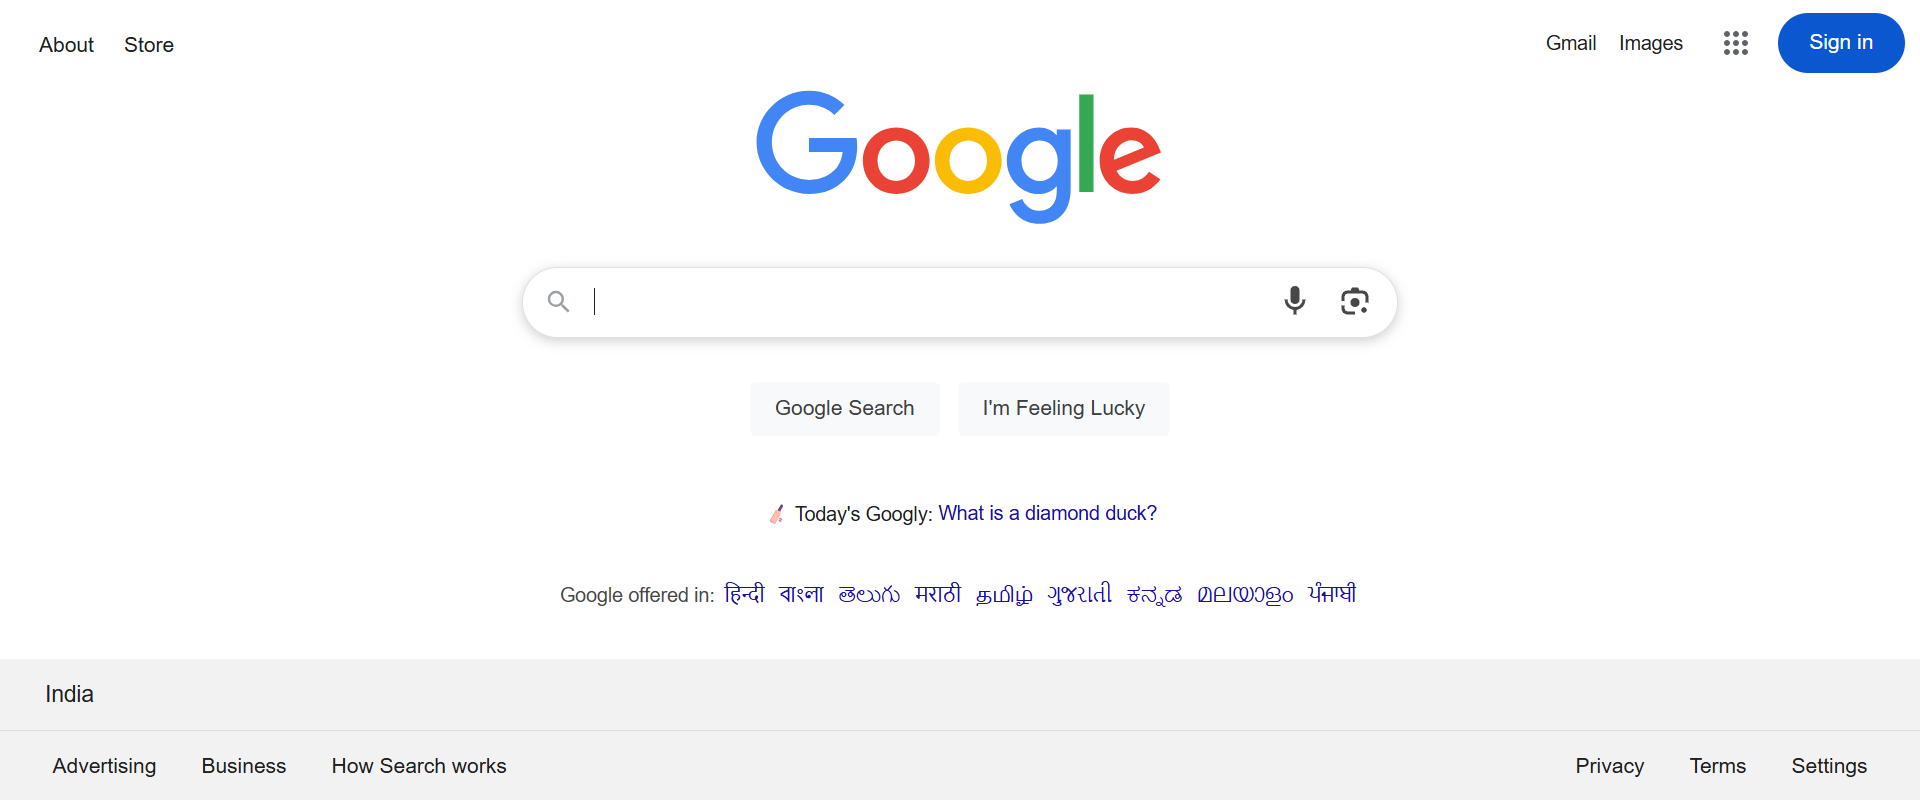 About Store Gmail Images Sign in
Google
Google Search I'm Feeling Lucky
Today's Googly: What is a diamond duck?
Google offered in: हिन्दी বাংলা తెలుగు मराठी தமிழ் ગુજરાતી ಕನ್ನಡ മലയാളം ਪੰਜਾਬੀ
India
Advertising Business How Search works Privacy Terms Settings